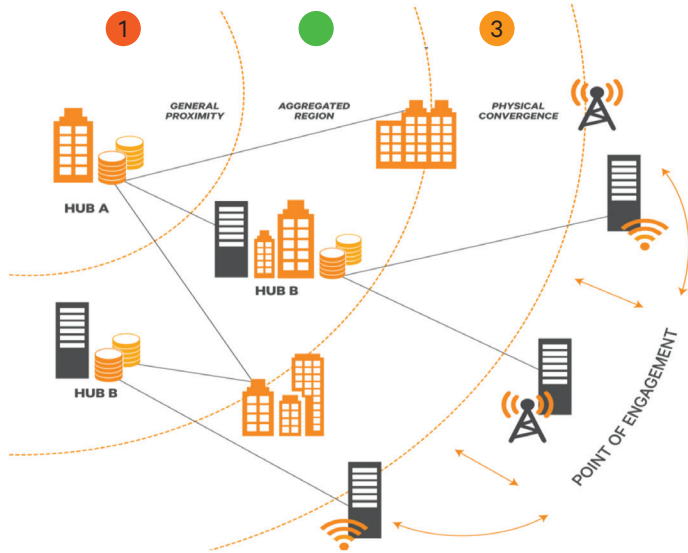 1
3
GENERAL
PROXIMITY
AGGREGATED
REGION
PHYSICAL
CONVERGENCE
HUB A
HUB B
HUB B
POINT OF ENGAGEMENT